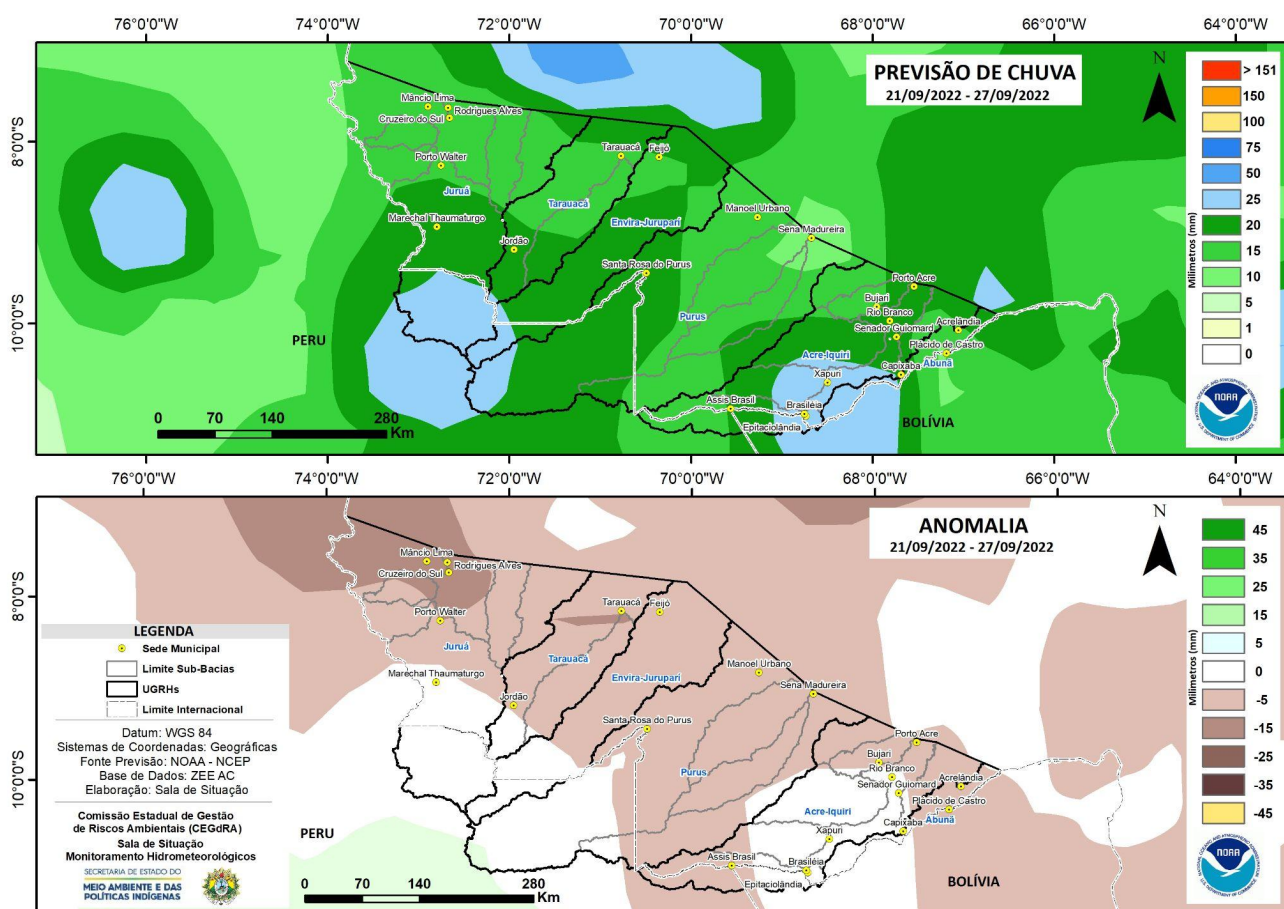 76°0'0"W
74°0'0"W
72°0'0"W
70°0'0"W
68°0'0"W
66°0'0"W
64°0'0"W
8°0'0"S
10°0'0"S
PREVISÃO DE CHUVA
21/09/2022 - 27/09/2022
N
Milímetros (mm)
> 151
150
100
75
50
25
20
15
10
5
1
0
NOAA
Mâncio Lima
Rodrigues Alves
Cruzeiro do Sul
Porto Walter
Juruá
Marechal Thaumaturgo
Jordão
Tarauacá
Feijó
Tarauacá
Envira-Jurupari
Santa Rosa do Purus
Manoel Urbano
Sena Madureira
Purus
Porto Acre
Bujari
Rio Branco
Acrelândia
Senador Guiomard
Plácido de Castro
Acre-Iquiri
Abunã
Xapuri
Capixaba
Assis Brasil
Brasiléia
Epitaciolândia
PERU
BOLÍVIA
0 70 140 280
Km
76°0'0"W
74°0'0"W
72°0'0"W
70°0'0"W
68°0'0"W
66°0'0"W
64°0'0"W
8°0'0"S
10°0'0"S
ANOMALIA
21/09/2022 - 27/09/2022
N
Milímetros (mm)
45
35
25
15
5
0
-5
-15
-25
-35
-45
NOAA
Mâncio Lima
Rodrigues Alves
Cruzeiro do Sul
Porto Walter
Juruá
Marechal Thaumaturgo
Jordão
Tarauacá
Feijó
Tarauacá
Envira-Jurupari
Santa Rosa do Purus
Manoel Urbano
Sena Madureira
Purus
Porto Acre
Bujari
Rio Branco
Acrelândia
Senador Guiomard
Plácido de Castro
Acre-Iquiri
Abunã
Xapuri
Capixaba
Assis Brasil
Brasiléia
Epitaciolândia
PERU
BOLÍVIA
0 70 140 280
Km
LEGENDA
Sede Municipal
Limite Sub-Bacias
UGRHs
Limite Internacional
Datum: WGS 84
Sistemas de Coordenadas: Geográficas
Fonte Previsão: NOAA - NCEP
Base de Dados: ZEE AC
Elaboração: Sala de Situação
Comissão Estadual de Gestão
de Riscos Ambientais (CEGdRA)
Sala de Situação
Monitoramento Hidrometeorológicos
SECRETARIA DE ESTADO DO
MEIO AMBIENTE E DAS
POLÍTICAS INDÍGENAS